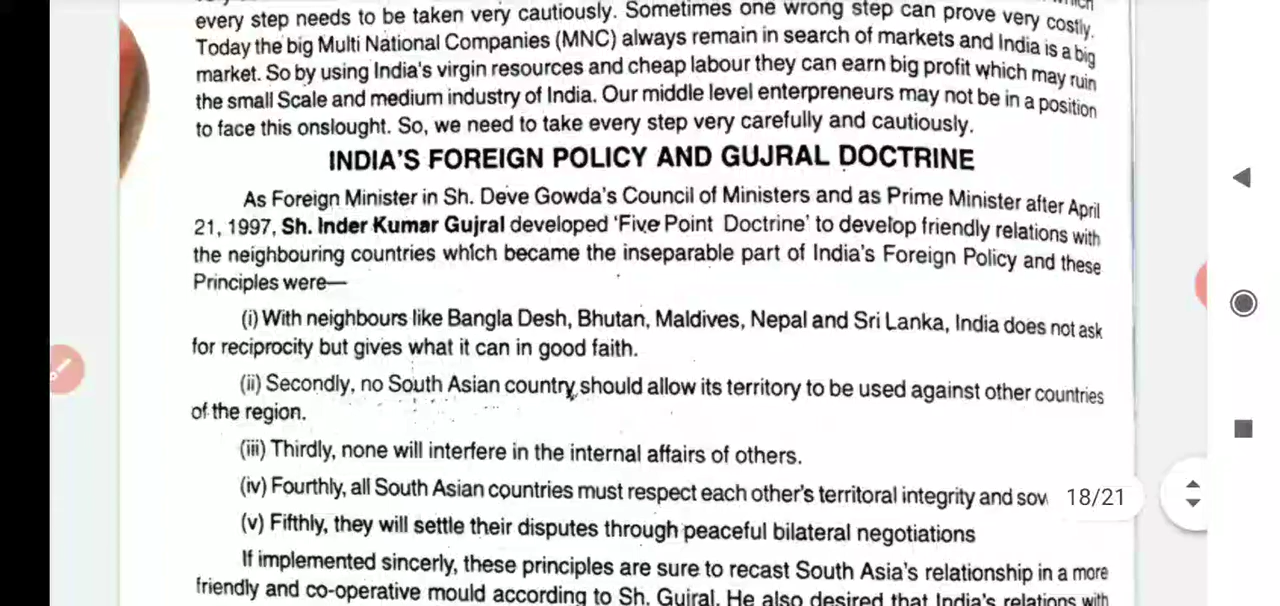 every step needs to be taken very cautiously. Sometimes one wrong step can prove very costly.
Today the big Multi National Companies (MNC) always remain in search of markets and India is a big
market. So by using India's virgin resources and cheap labour they can earn big profit which may ruin
the small Scale and medium industry of India. Our middle level enterpreneurs may not be in a position
to face this onslought. So, we need to take every step very carefully and cautiously.
INDIA'S FOREIGN POLICY AND GUJRAL DOCTRINE
As Foreign Minister in Sh. Deve Gowda's Council of Ministers and as Prime Minister after April
21, 1997, Sh. Inder Kumar Gujral developed 'Five Point Doctrine' to develop friendly relations with
the neighbouring countries which became the inseparable part of India's Foreign Policy and these
Principles were—
(i) With neighbours like Bangla Desh, Bhutan, Maldives, Nepal and Sri Lanka, India does not ask
for reciprocity but gives what it can in good faith.
(ii) Secondly, no South Asian country should allow its territory to be used against other countries
of the region.
(iii) Thirdly, none will interfere in the internal affairs of others.
(iv) Fourthly, all South Asian countries must respect each other's territoral integrity and sov
18/21
(v) Fifthly, they will settle their disputes through peaceful bilateral negotiations
If implemented sincerly, these principles are sure to recast South Asia's relationship in a more
friendly and co-operative mould according to Sh. Gujral. He also desired that India's relations with